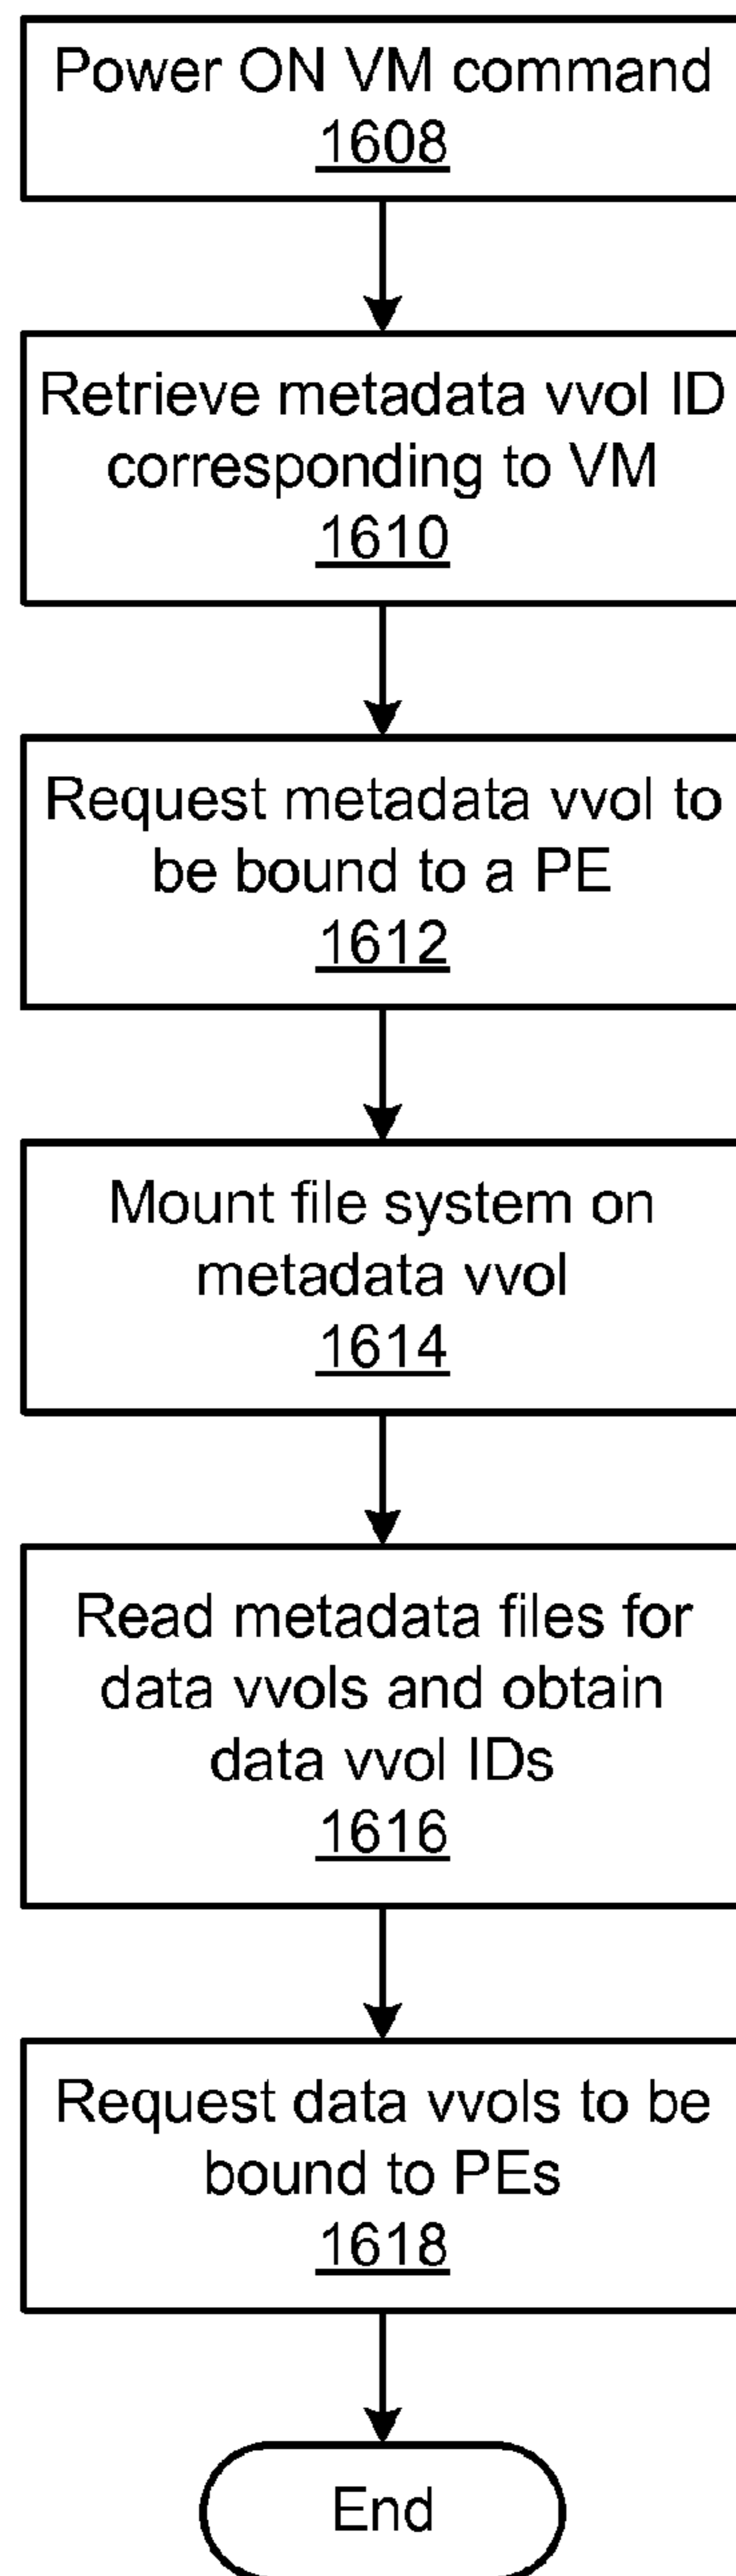 Power ON VM command
1608
Retrieve metadata vvol ID
corresponding to VM
1610
Request metadata vvol to
be bound to a PE
1612
Mount file system on
metadata vvol
1614
Read metadata files for
data vvols and obtain
data vvol IDs
1616
Request data vvols to be
bound to PEs
1618
End